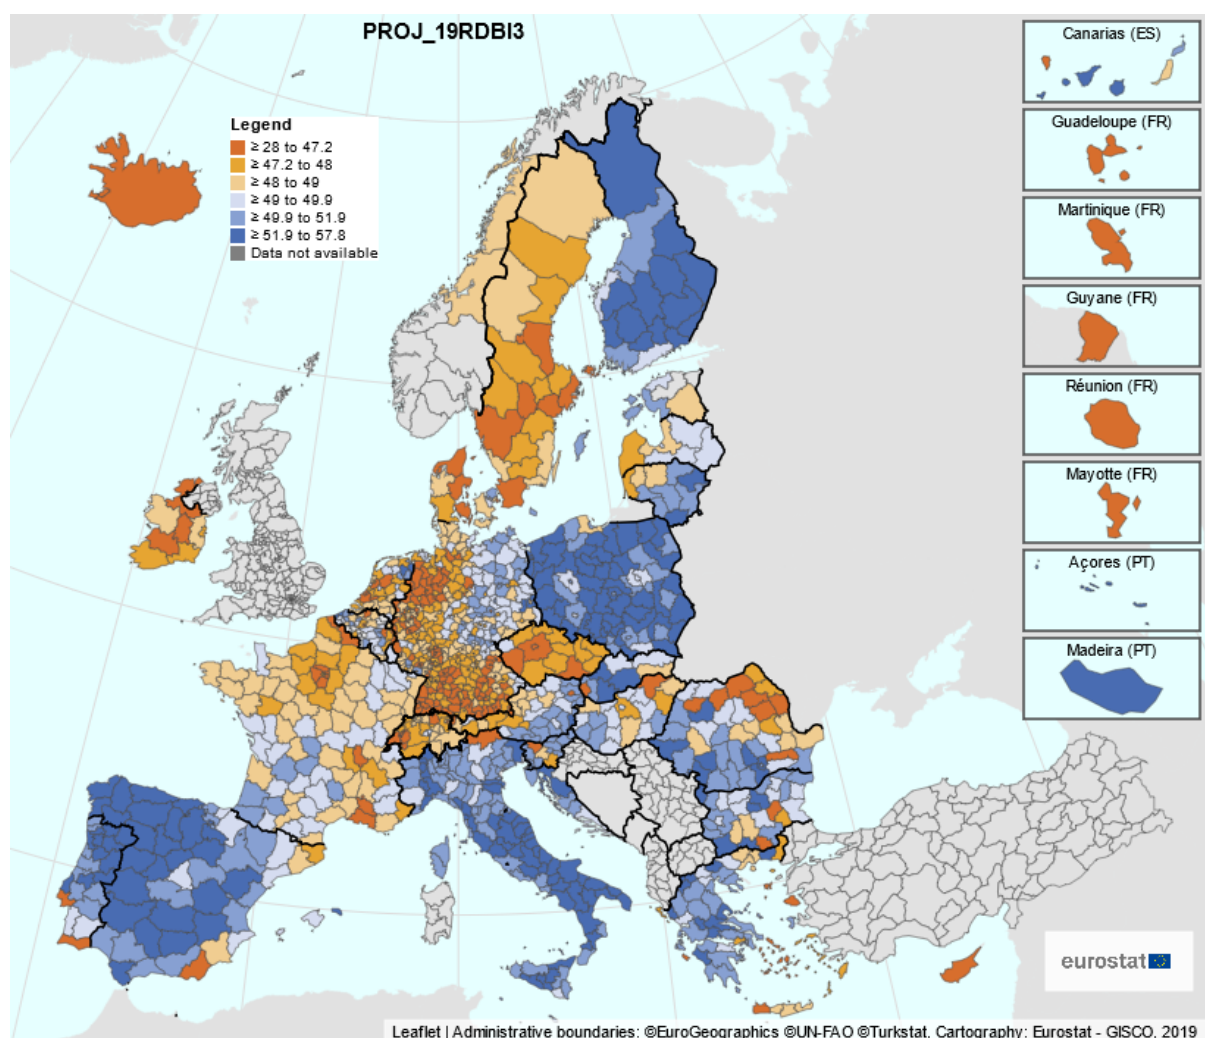 PROJ_19RDBI3
Legend
≥ 28 to 47.2
≥ 47.2 to 48
≥ 48 to 49
≥ 49 to 49.9
≥ 49.9 to 51.9
≥ 51.9 to 57.8
Data not available
Canarias (ES)
Guadeloupe (FR)
Martinique (FR)
Guyane (FR)
Réunion (FR)
Mayotte (FR)
Açores (PT)
Madeira (PT)
eurostat
Leaflet | Administrative boundaries: ©EuroGeographics ©UN-FAO ©Turkstat, Cartography: Eurostat - GISCO, 2019